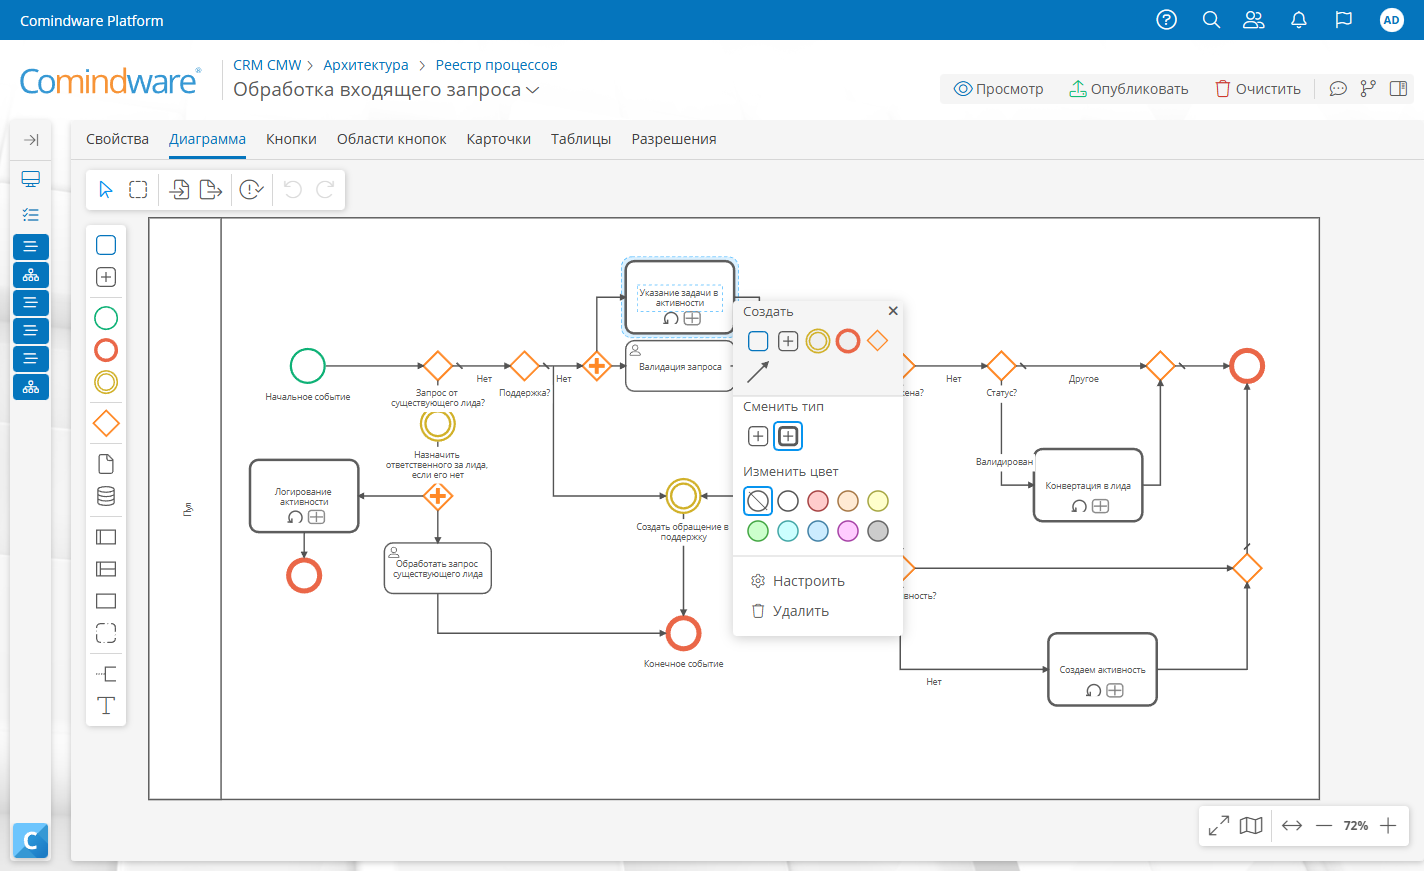 Comindware Platform
AD
Comindware®
CRM CMW > Архитектура > Реестр процессов
Обработка входящего запроса
Просмотр
Опубликовать
Очистить
Свойства
Диаграмма
Кнопки
Области кнопок
Карточки
Таблицы
Разрешения
Пул
Указание задачи в
активности
Валидация запроса
Начальное событие
Запрос от
существующего лида?
Нет
Поддержка?
Нет
Назначить
ответственного за лида,
если его нет
Логирование
активности
Обработать запрос
существующего лида
Создать обращение в
поддержку
Конечное событие
Создать
Сменить тип
Изменить цвет
Настроить
Удалить
сена?
Нет
Статус?
Другое
Валидирован
Конвертация в лида
вность?
Нет
Создаем активность
C
72%